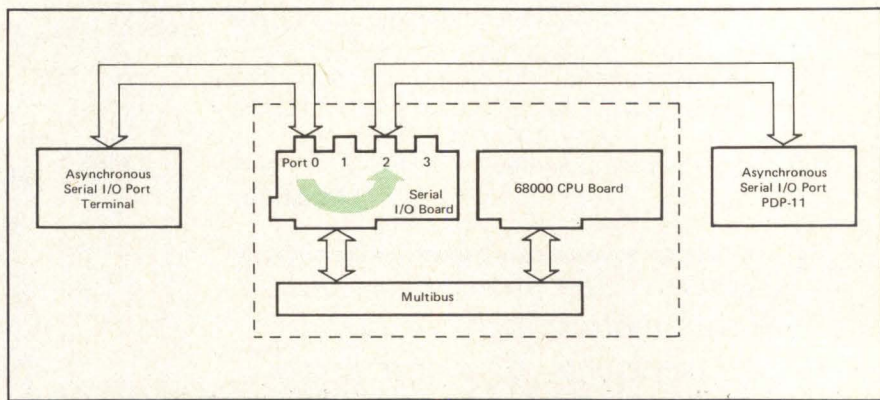 Asynchronous
Serial I/O Port
Terminal
Port 0 1 2 3
Serial
I/O Board
68000 CPU Board
Asynchronous
Serial I/O Port
PDP-11
Multibus